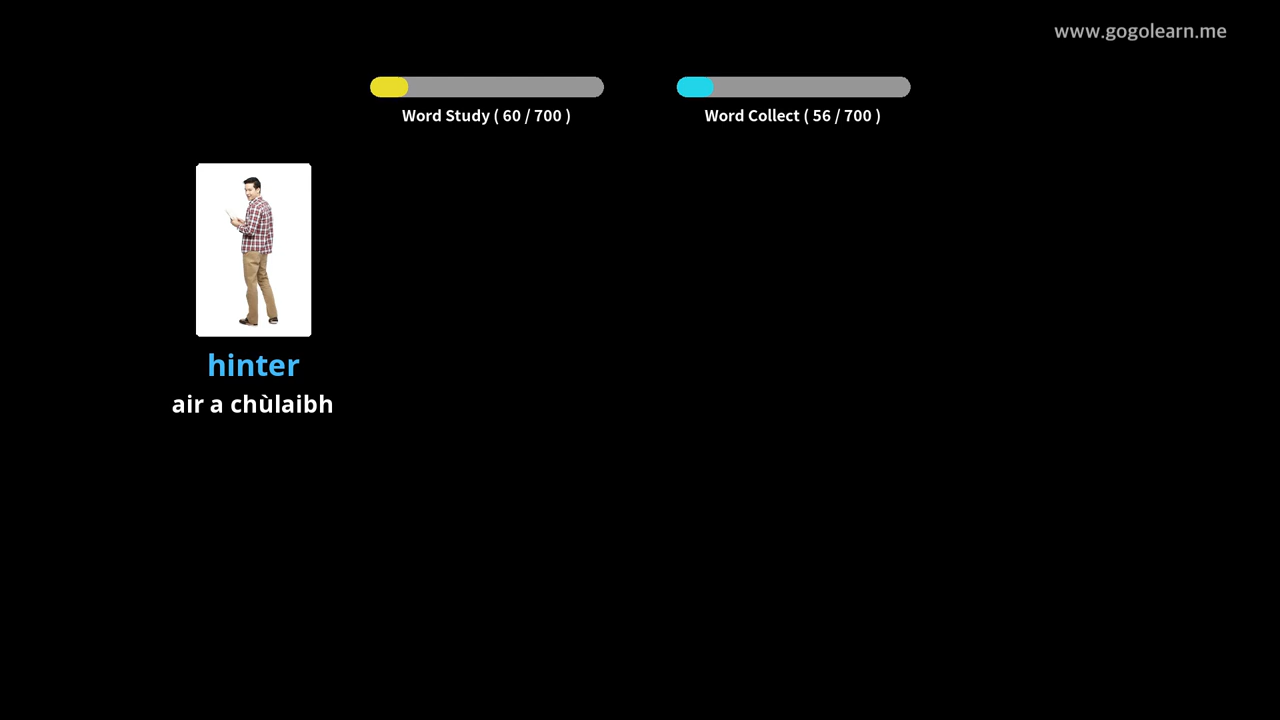 www.gogolearn.me
Word Study ( 60 / 700 )
Word Collect ( 56 / 700 )
hinter
air a chùlaibh